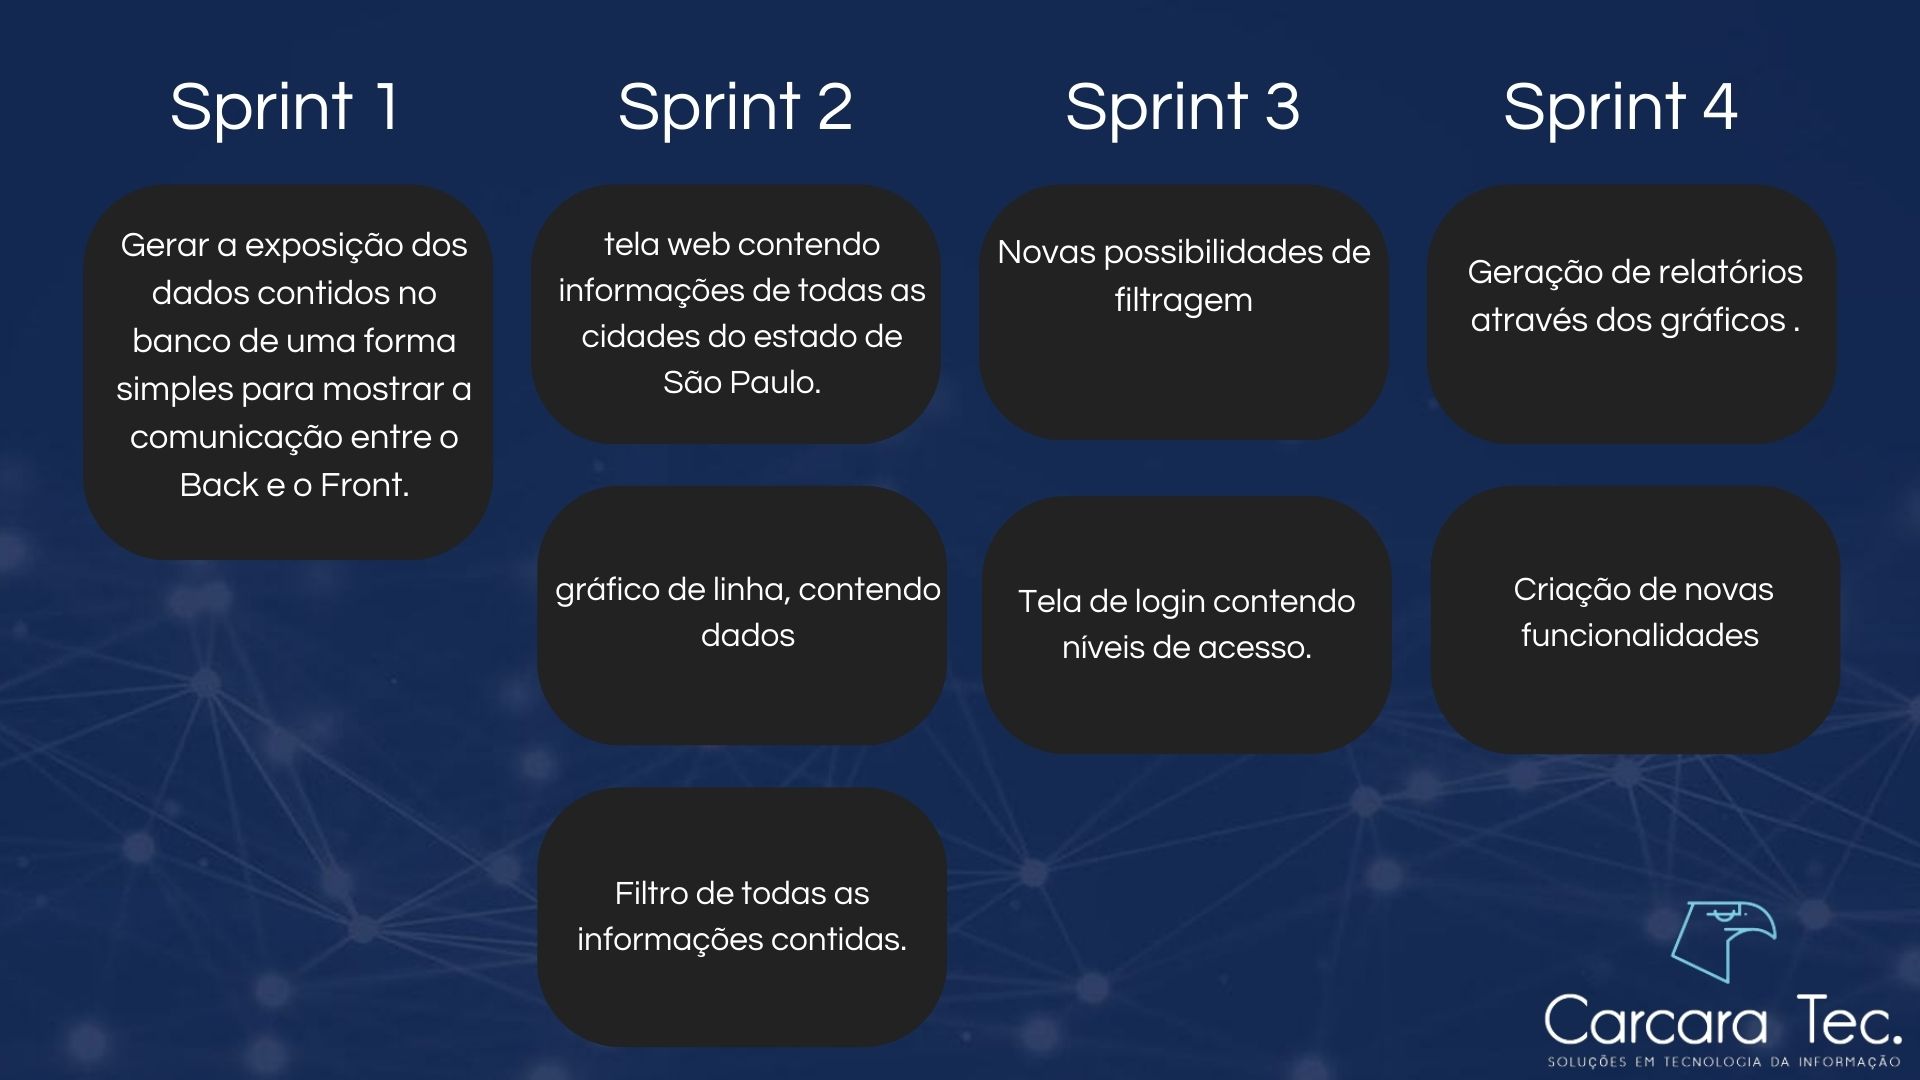 Sprint 1
Gerar a exposição dos
dados contidos no
banco de uma forma
simples para mostrar a
comunicação entre o
Back e o Front.
Sprint 2
tela web contendo
informações de todas as
cidades do estado de
São Paulo.
gráfico de linha, contendo
dados
Filtro de todas as
informações contidas.
Sprint 3
Novas possibilidades de
filtragem
Tela de login contendo
níveis de acesso.
Sprint 4
Geração de relatórios
através dos gráficos .
Criação de novas
funcionalidades
Carcara Tec.
SOLUÇÕES EM TECNOLOGIA DA INFORMAÇÃO